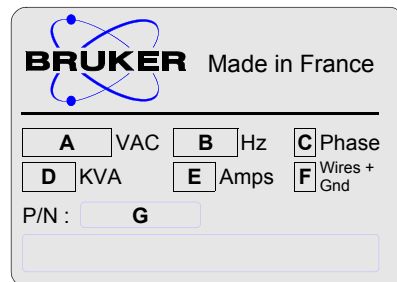 BRUKER Made in France
A VAC B Hz C Phase
D KVA E Amps F Wires + Gnd
P/N : G